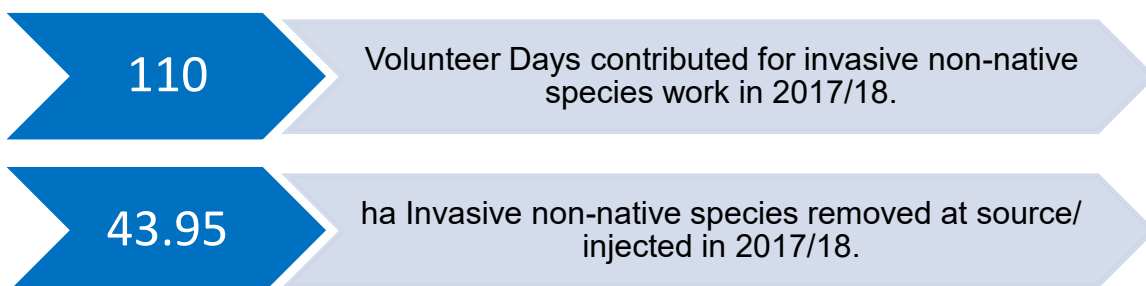 110
Volunteer Days contributed for invasive non-native
species work in 2017/18.
43.95
ha Invasive non-native species removed at source/
injected in 2017/18.